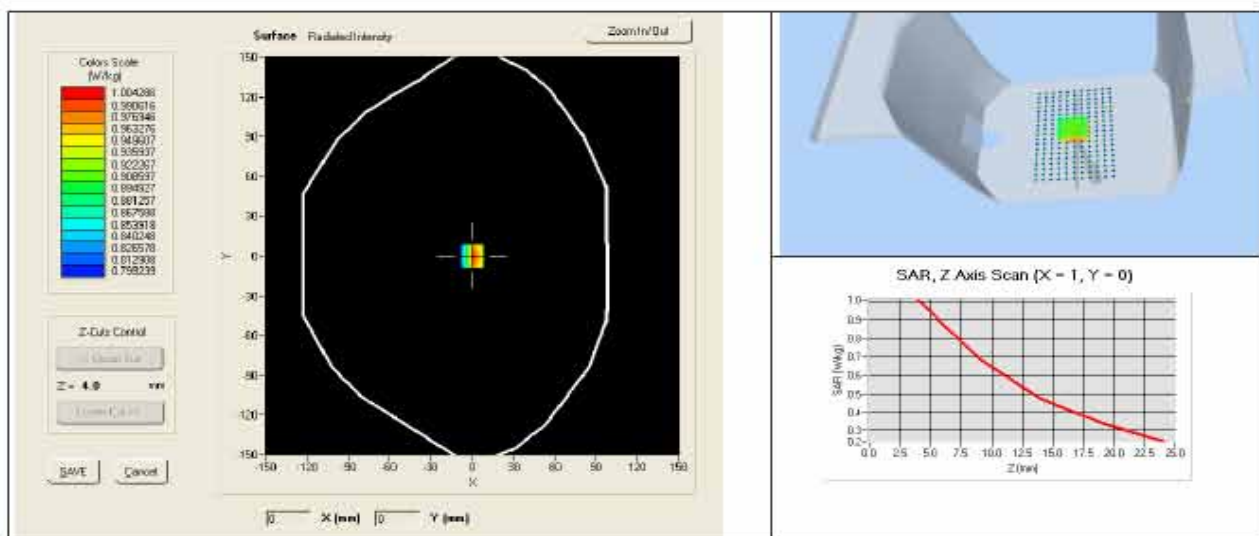 Surface Radiated Intensity
Zoom In/Out
Colors Scale
(W/kg)
1.004286
0.990616
0.976946
0.963276
0.949607
0.935937
0.922267
0.908597
0.894927
0.881257
0.867588
0.853918
0.840248
0.826578
0.812908
0.799239
150
120
90
60
30
0
-30
-60
-90
-120
-150
Y
-150 -120 -90 -60 -30 0 30 60 90 120 150
X
Z-Cuts Control
Z = 4.0 mm
SAVE Cancel
0 X (mm) 0 Y (mm)
SAR, Z Axis Scan (X = 1, Y = 0)
SAR (W/kg)
1.0
0.9
0.8
0.7
0.6
0.5
0.4
0.3
0.2
0.0 2.5 5.0 7.5 10.0 12.5 15.0 17.5 20.0 22.5 25.0
Z (mm)